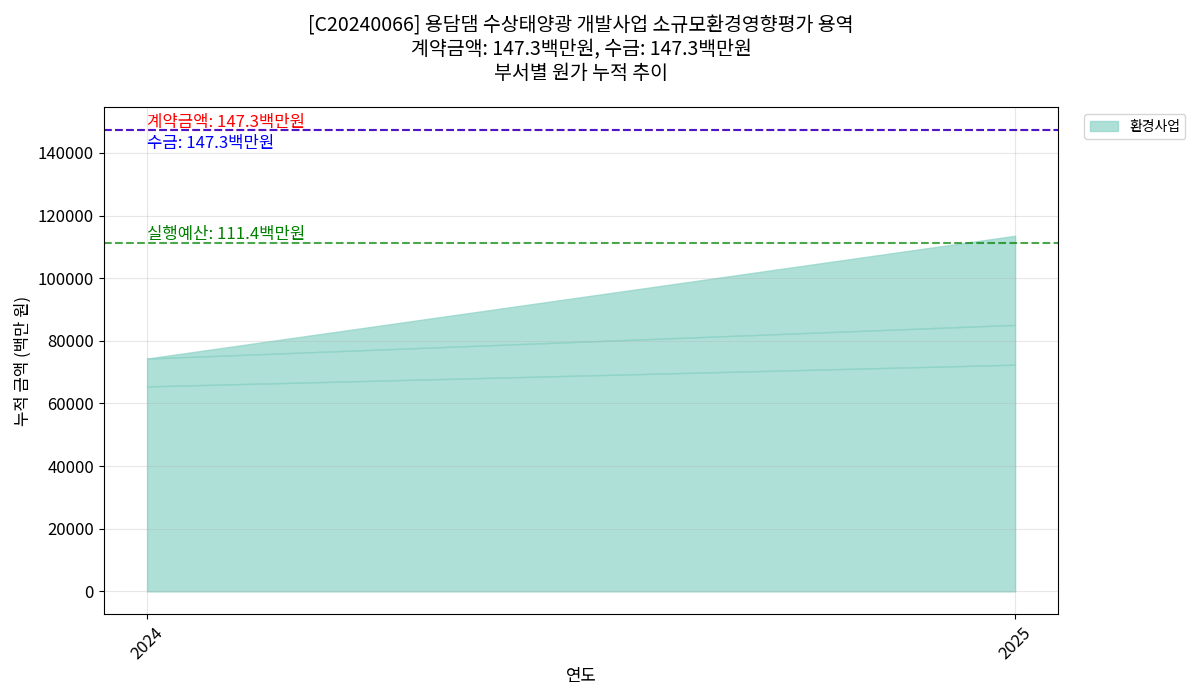 [C20240066] 용담댐 수상태양광 개발사업 소규모환경영향평가 용역
계약금액: 147.3백만원, 수금: 147.3백만원
부서별 원가 누적 추이
계약금액: 147.3백만원
수금: 147.3백만원
실행예산: 111.4백만원
환경사업
140000
120000
100000
80000
60000
40000
20000
0
누적 금액 (백만 원)
2024
2025
연도